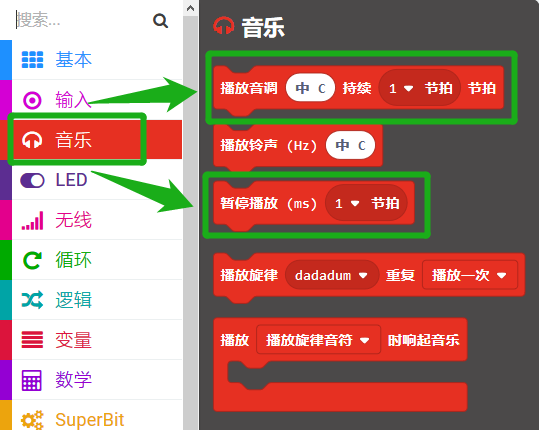 搜索...
基本
输入
音乐
LED
无线
循环
逻辑
变量
数学
SuperBit
音乐
播放音调 中 C 持续 1 节拍 节拍
播放铃声 (Hz) 中 C
暂停播放 (ms) 1 节拍
播放旋律 dadadum 重复 播放一次
播放 播放旋律音符 时响起音乐